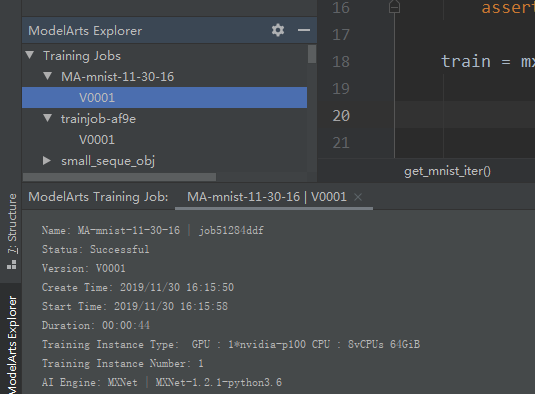 ModelArts Explorer
Training Jobs
MA-mnist-11-30-16
V0001
trainjob-af9e
V0001
small_seque_obj
16 assert
17
18 train = mx
19
20
21
get_mnist_iter()
7: Structure
ModelArts Explorer
ModelArts Training Job: MA-mnist-11-30-16 | V0001
Name: MA-mnist-11-30-16 | job51284ddf
Status: Successful
Version: V0001
Create Time: 2019/11/30 16:15:50
Start Time: 2019/11/30 16:15:58
Duration: 00:00:44
Training Instance Type: GPU : 1*nvidia-p100 CPU : 8vCPUs 64GiB
Training Instance Number: 1
AI Engine: MXNet | MXNet-1.2.1-python3.6